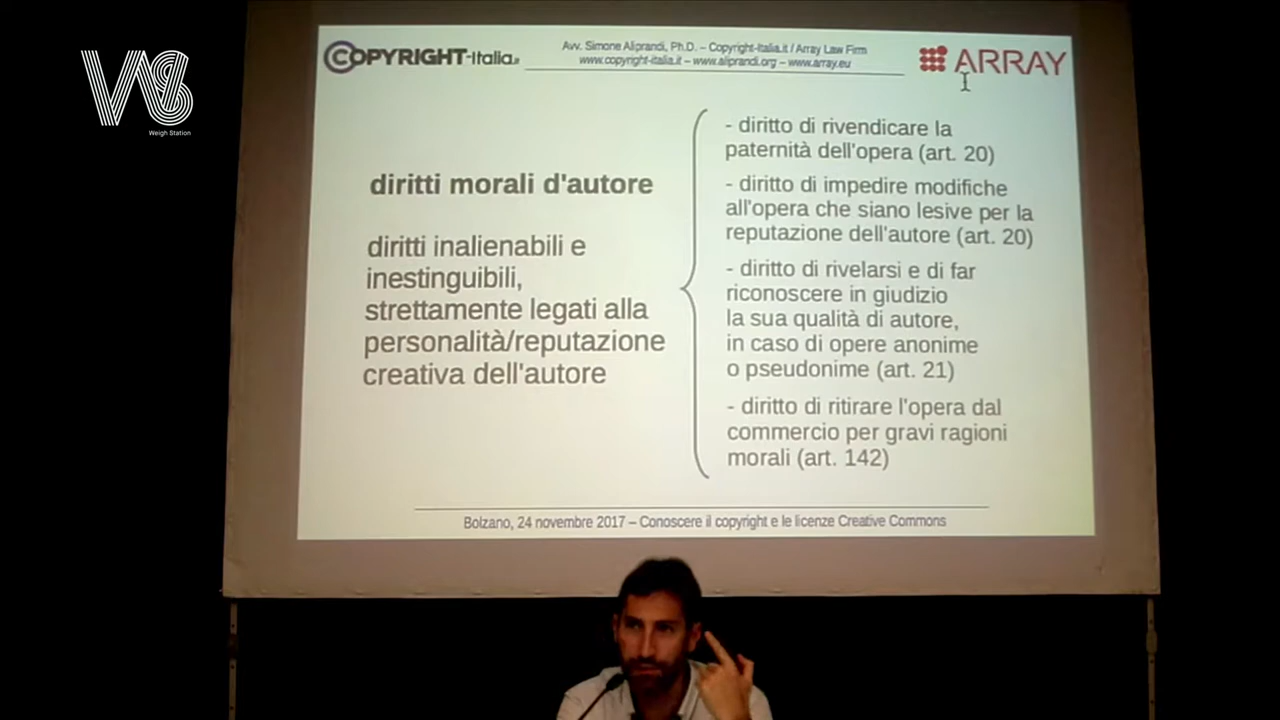 WS
Weigh Station
COPYRIGHT-Italia.it
Avv. Simone Aliprandi, Ph.D. – Copyright-Italia.it / Array Law Firm
www.copyright-italia.it – www.aliprandi.org – www.array.eu
ARRAY
diritti morali d'autore
diritti inalienabili e
inestinguibili,
strettamente legati alla
personalità/reputazione
creativa dell'autore
- diritto di rivendicare la
paternità dell'opera (art. 20)
- diritto di impedire modifiche
all'opera che siano lesive per la
reputazione dell'autore (art. 20)
- diritto di rivelarsi e di far
riconoscere in giudizio
la sua qualità di autore,
in caso di opere anonime
o pseudonime (art. 21)
- diritto di ritirare l'opera dal
commercio per gravi ragioni
morali (art. 142)
Bolzano, 24 novembre 2017 – Conoscere il copyright e le licenze Creative Commons